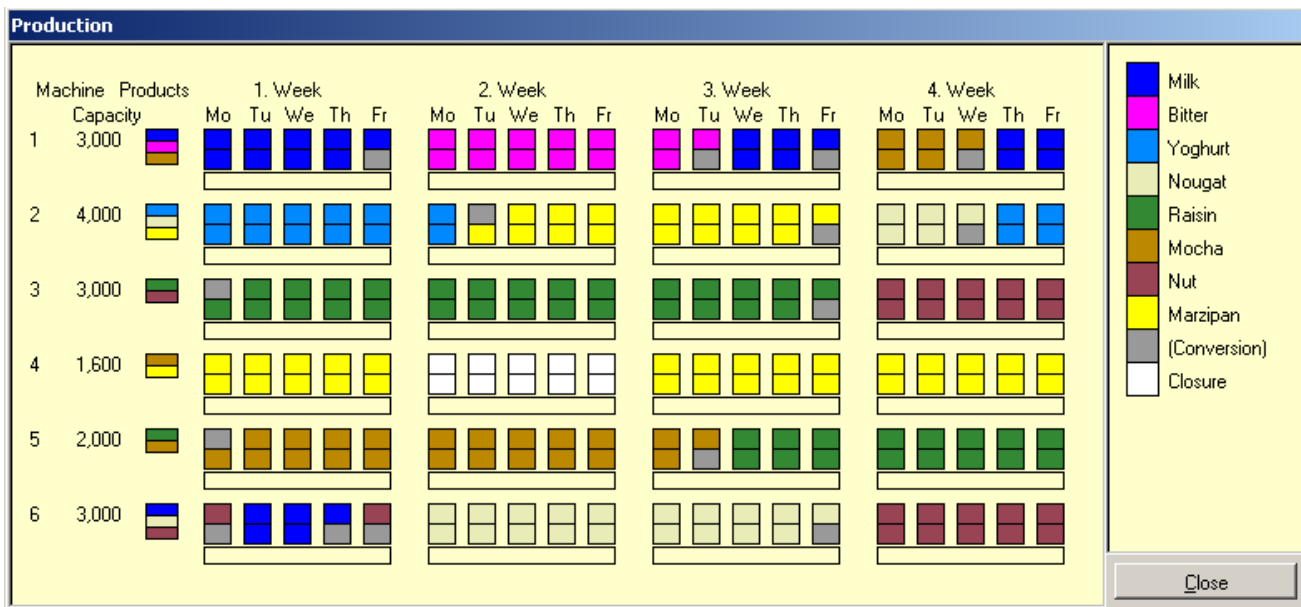 Production
Machine Products 1. Week 2. Week 3. Week 4. Week
Capacity Mo Tu We Th Fr Mo Tu We Th Fr Mo Tu We Th Fr Mo Tu We Th Fr
1 3,000
2 4,000
3 3,000
4 1,600
5 2,000
6 3,000
Milk
Bitter
Yoghurt
Nougat
Raisin
Mocha
Nut
Marzipan
(Conversion)
Closure
Close